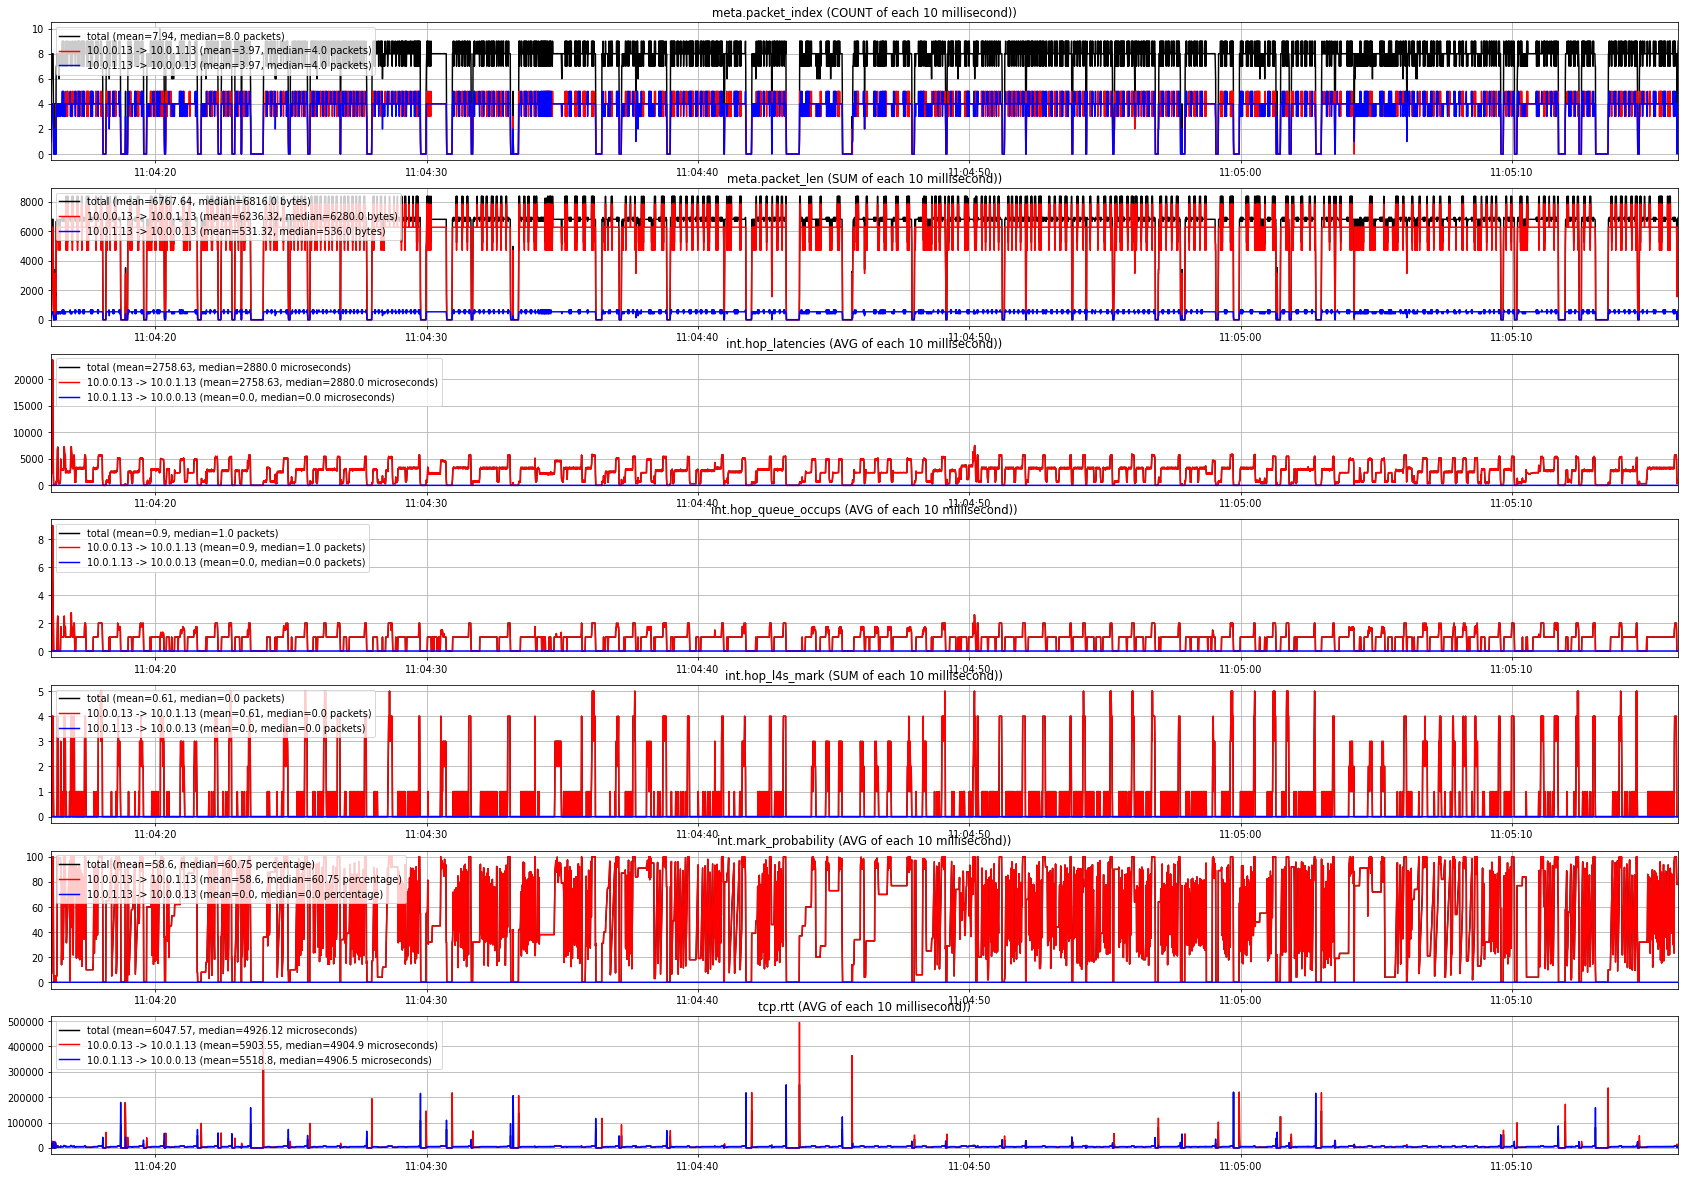 meta.packet_index (COUNT of each 10 millisecond))
10
8
6
4
2
0
total (mean=7.94, median=8.0 packets)
10.0.0.13 -> 10.0.1.13 (mean=3.97, median=4.0 packets)
10.0.1.13 -> 10.0.0.13 (mean=3.97, median=4.0 packets)
11:04:20 11:04:30 11:04:40 11:04:50 11:05:00 11:05:10
meta.packet_len (SUM of each 10 millisecond))
8000
6000
4000
2000
0
total (mean=6767.64, median=6816.0 bytes)
10.0.0.13 -> 10.0.1.13 (mean=6236.32, median=6280.0 bytes)
10.0.1.13 -> 10.0.0.13 (mean=531.32, median=536.0 bytes)
11:04:20 11:04:30 11:04:40 11:04:50 11:05:00 11:05:10
int.hop_latencies (AVG of each 10 millisecond))
20000
15000
10000
5000
0
total (mean=2758.63, median=2880.0 microseconds)
10.0.0.13 -> 10.0.1.13 (mean=2758.63, median=2880.0 microseconds)
10.0.1.13 -> 10.0.0.13 (mean=0.0, median=0.0 microseconds)
11:04:20 11:04:30 11:04:40 11:04:50 11:05:00 11:05:10
int.hop_queue_occups (AVG of each 10 millisecond))
8
6
4
2
0
total (mean=0.9, median=1.0 packets)
10.0.0.13 -> 10.0.1.13 (mean=0.9, median=1.0 packets)
10.0.1.13 -> 10.0.0.13 (mean=0.0, median=0.0 packets)
11:04:20 11:04:30 11:04:40 11:04:50 11:05:00 11:05:10
int.hop_l4s_mark (SUM of each 10 millisecond))
5
4
3
2
1
0
total (mean=0.61, median=0.0 packets)
10.0.0.13 -> 10.0.1.13 (mean=0.61, median=0.0 packets)
10.0.1.13 -> 10.0.0.13 (mean=0.0, median=0.0 packets)
11:04:20 11:04:30 11:04:40 11:04:50 11:05:00 11:05:10
int.mark_probability (AVG of each 10 millisecond))
100
80
60
40
20
0
total (mean=58.6, median=60.75 percentage)
10.0.0.13 -> 10.0.1.13 (mean=58.6, median=60.75 percentage)
10.0.1.13 -> 10.0.0.13 (mean=0.0, median=0.0 percentage)
11:04:20 11:04:30 11:04:40 11:04:50 11:05:00 11:05:10
tcp.rtt (AVG of each 10 millisecond))
500000
400000
300000
200000
100000
0
total (mean=6047.57, median=4926.12 microseconds)
10.0.0.13 -> 10.0.1.13 (mean=5903.55, median=4904.9 microseconds)
10.0.1.13 -> 10.0.0.13 (mean=5518.8, median=4906.5 microseconds)
11:04:20 11:04:30 11:04:40 11:04:50 11:05:00 11:05:10